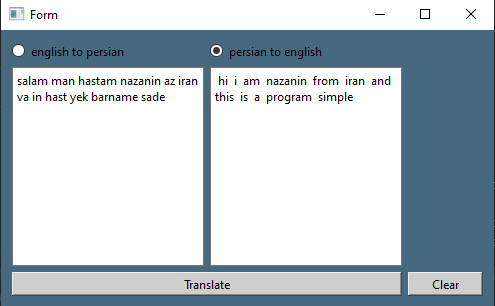 Form
english to persian
persian to english
salam man hastam nazanin az iran
va in hast yek barname sade
hi i am nazanin from iran and
this is a program simple
Translate
Clear